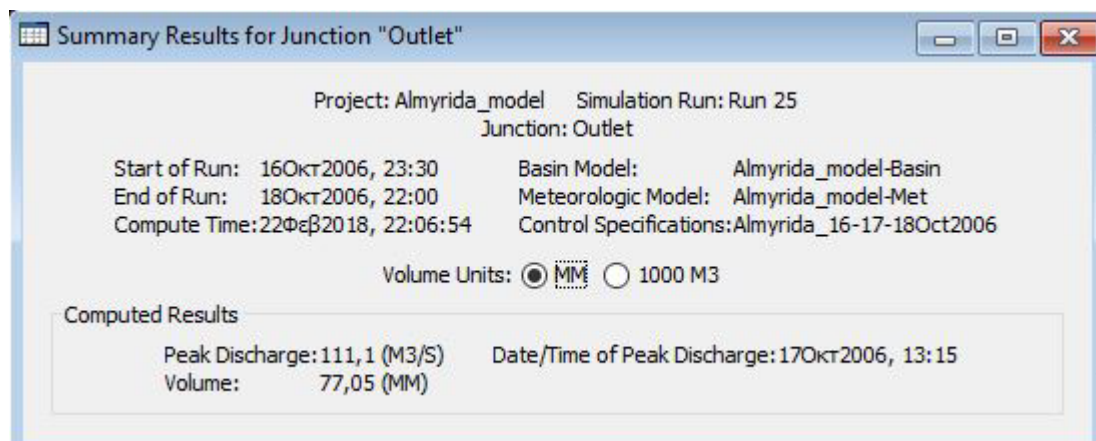 Summary Results for Junction "Outlet"
Project: Almyrida_model Simulation Run: Run 25
Junction: Outlet
Start of Run: 16Οκτ2006, 23:30 Basin Model: Almyrida_model-Basin
End of Run: 18Οκτ2006, 22:00 Meteorologic Model: Almyrida_model-Met
Compute Time:22Φεβ2018, 22:06:54 Control Specifications:Almyrida_16-17-18Oct2006
Volume Units: MM 1000 M3
Computed Results
Peak Discharge:111,1 (M3/S) Date/Time of Peak Discharge:17Οκτ2006, 13:15
Volume: 77,05 (MM)